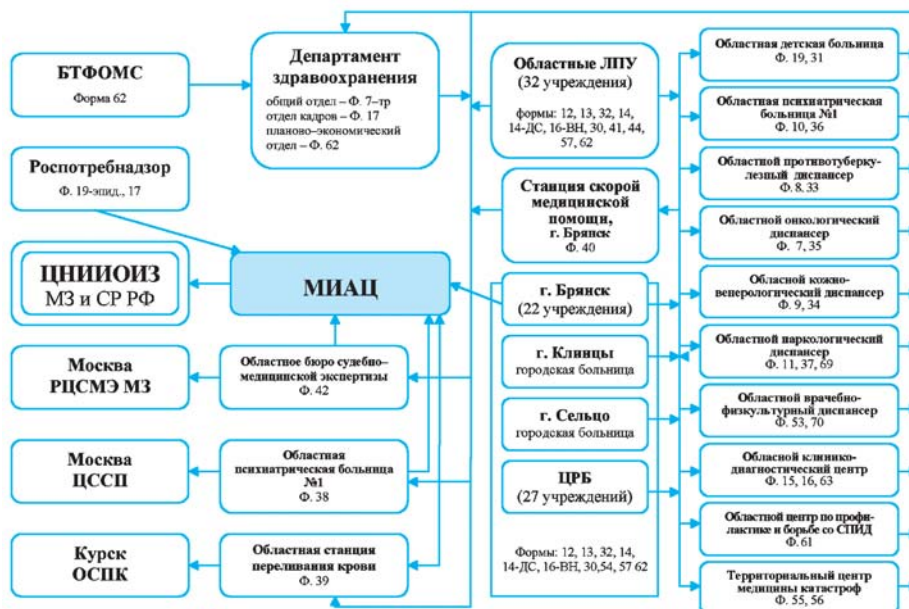 БТФОМС
Форма 62
Департамент
здравоохранения
общий отдел – Ф. 7–тр
отдел кадров – Ф. 17
планово–экономический
отдел – Ф. 62
Роспотребнадзор
Ф. 19-эпид., 17
ЦНИИОИЗ
МЗ и СР РФ
МИАЦ
Москва
РЦСМЭ МЗ
Областное бюро судебно–
медицинской экспертизы
Ф. 42
Москва
ЦССП
Областная
психиатрическая больница
№1
Ф. 38
Курск
ОСПК
Областная станция
переливания крови
Ф. 39
Областные ЛПУ
(32 учреждения)
формы: 12, 13, 32, 14,
14-ДС, 16-ВН, 30, 41, 44,
57, 62
Станция скорой
медицинской
помощи,
г. Брянск
Ф. 40
г. Брянск
(22 учреждения)
г. Клинцы
городская больница
г. Сельцо
городская больница
ЦРБ
(27 учреждений)
Формы: 12, 13, 32, 14,
14-ДС, 16-ВН, 30,54, 57 62
Областная детская больница
Ф. 19, 31
Областная психиатрическая
больница №1
Ф. 10, 36
Областной противотуберку-
лезный диспансер
Ф. 8, 33
Областной онкологический
диспансер
Ф. 7, 35
Обласной кожно-
венерологический диспансер
Ф. 9, 34
Областной наркологический
диспансер
Ф. 11, 37, 69
Областной врачебно-
физкультурный диспансер
Ф. 53, 70
Обласной клинико-
диагностический центр
Ф. 15, 16, 63
Областной центр по профи-
лактике и борьбе со СПИД
Ф. 61
Территориальный центр
медицины катастроф
Ф. 55, 56